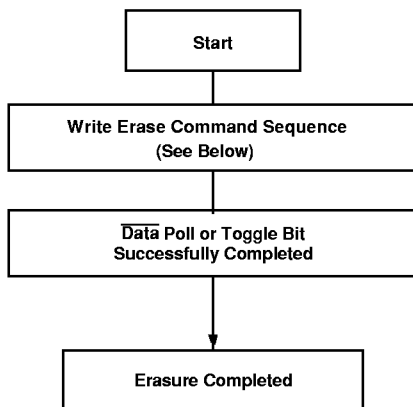 Start
Write Erase Command Sequence
(See Below)
Data Poll or Toggle Bit
Successfully Completed
Erasure Completed